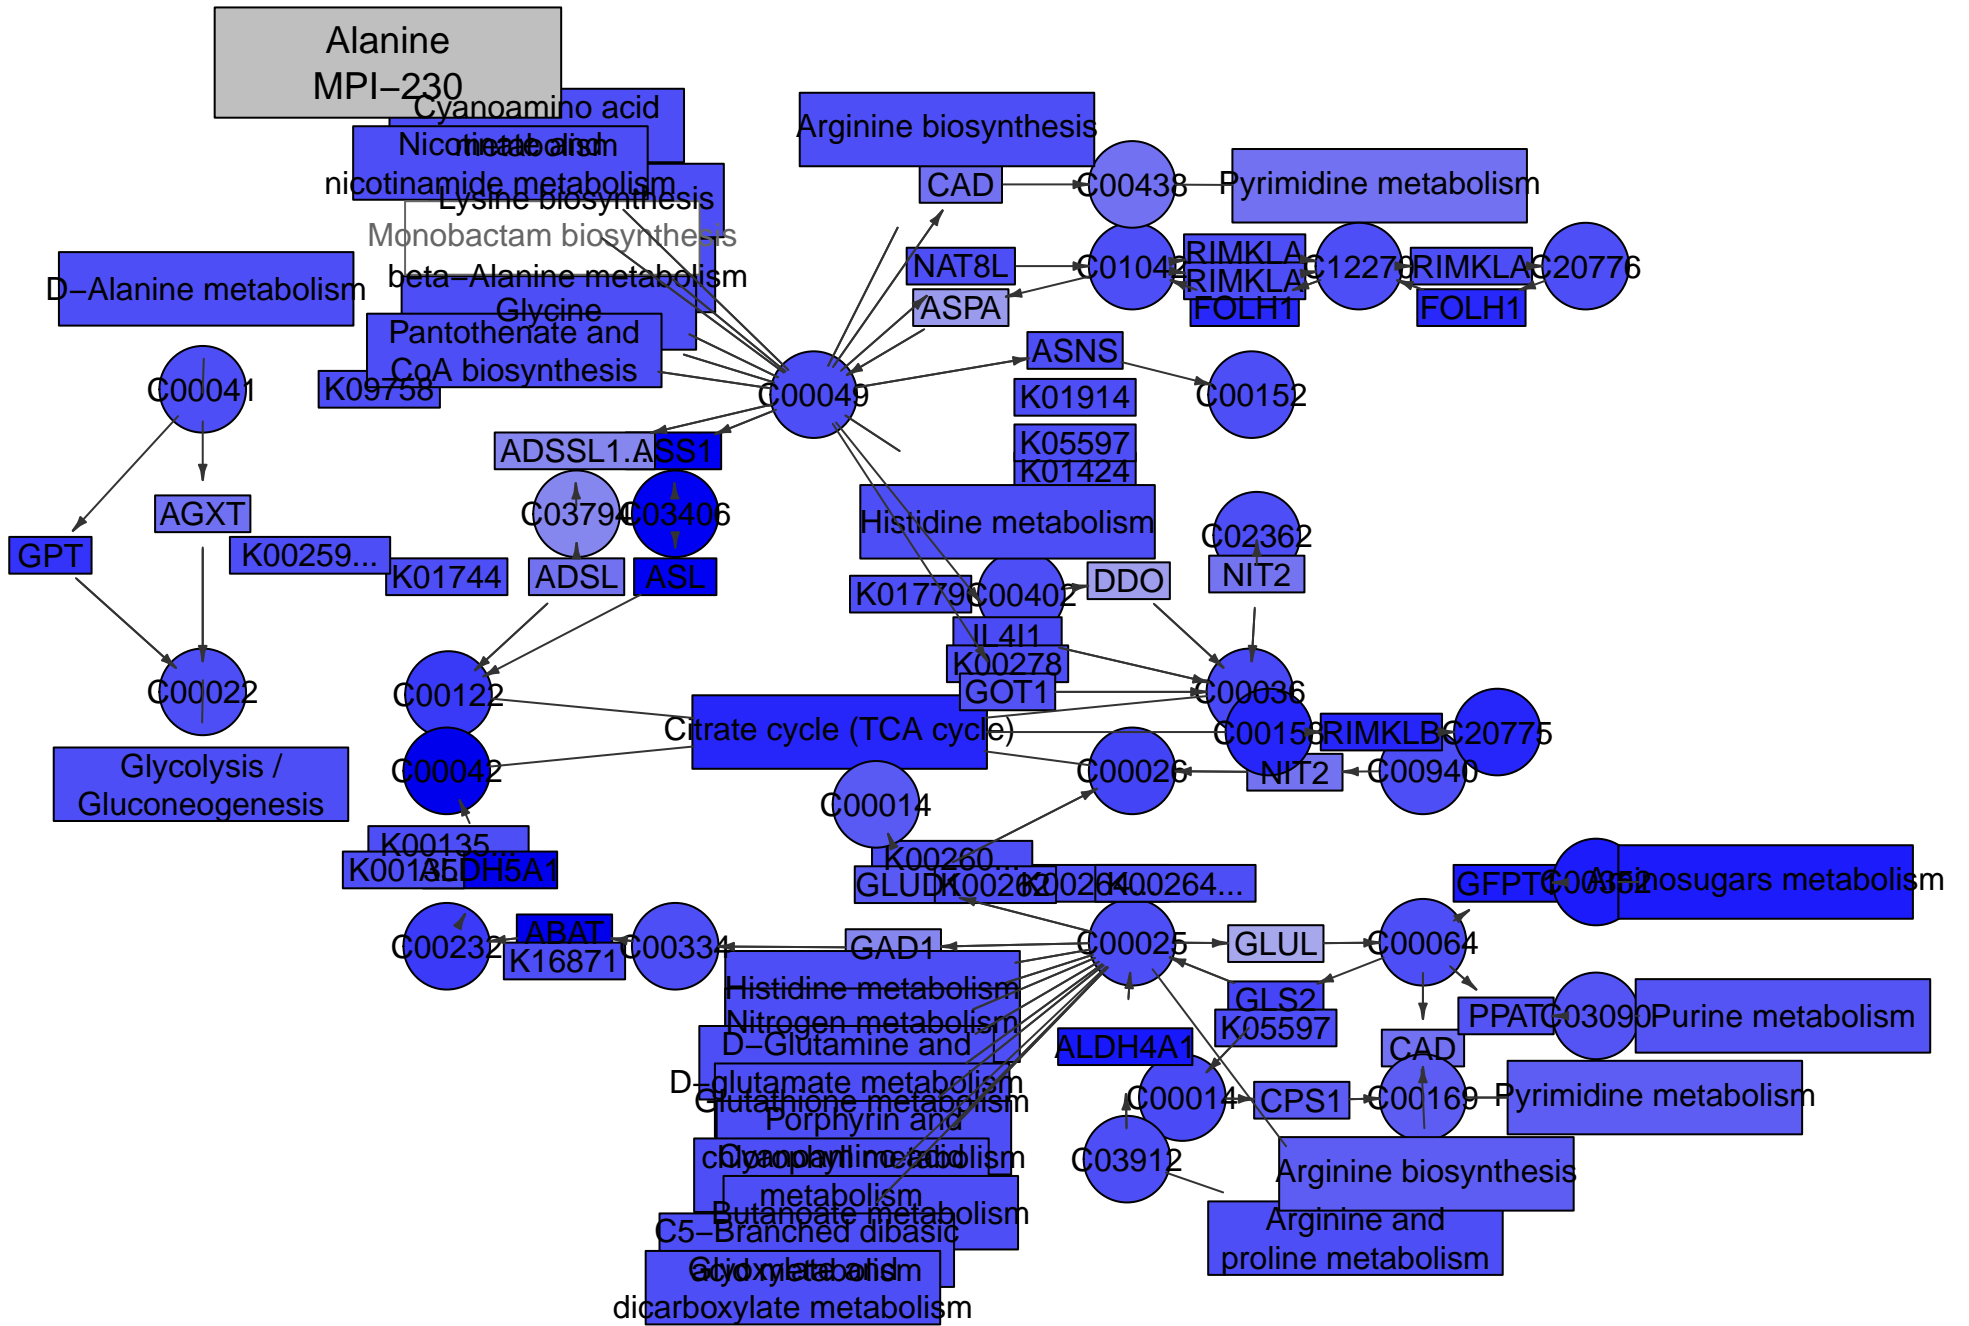 Alanine
MPI−230
Cyanoamino acid
metabolism
Nicotinate and
nicotinamide metabolism
Lysine biosynthesis
Monobactam biosynthesis
beta−Alanine metabolism
Glycine
Pantothenate and
CoA biosynthesis
Arginine biosynthesis
CAD
C00438
Pyrimidine metabolism
NAT8L
ASPA
RIMKLA
RIMKLA
FOLH1
RIMKLA
FOLH1
C20776
D−Alanine metabolism
C00041
K09758
C00049
ASNS
C00152
K01914
K05597
K01424
ADSSL1...
ASS1
C03794
C03406
AGXT
GPT
K00259...
K01744
ADSL
ASL
Histidine metabolism
C02362
NIT2
K01779
C00402
DDO
IL4I1
K00278
GOT1
C00036
C00022
C00122
Citrate cycle (TCA cycle)
C00158
RIMKLB
C20775
C00042
C00026
NIT2
C00940
Glycolysis /
Gluconeogenesis
C00014
K00135...
K00135
ALDH5A1
K00260...
GLUD1
K00262
K00264...
K00264...
GFPT1
C00352
Aminosugars metabolism
C00232
ABAT
K16871
C00334
GAD1
C00025
GLUL
C00064
GLS2
K05597
PPAT
C03090
Purine metabolism
Histidine metabolism
Nitrogen metabolism
D−Glutamine and
D−glutamate metabolism
Glutathione metabolism
Porphyrin and
chlorophyll metabolism
Cyanoamino acid
metabolism
Butanoate metabolism
C5−Branched dibasic
acid metabolism
Glyoxylate and
dicarboxylate metabolism
ALDH4A1
CAD
C00014
CPS1
C00169
Pyrimidine metabolism
C03912
Arginine biosynthesis
Arginine and
proline metabolism